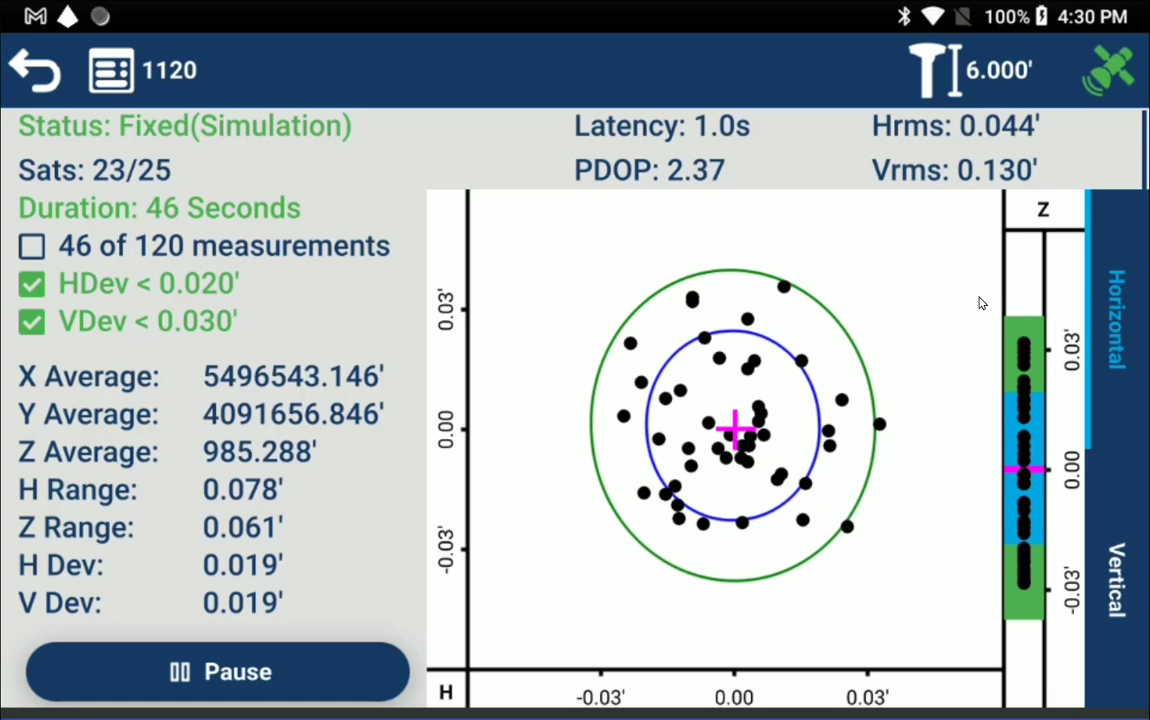 100% 4:30 PM
1120 6.000'
Status: Fixed(Simulation) Latency: 1.0s Hrms: 0.044'
Sats: 23/25 PDOP: 2.37 Vrms: 0.130'
Duration: 46 Seconds
46 of 120 measurements
HDev < 0.020'
VDev < 0.030'
X Average: 5496543.146'
Y Average: 4091656.846'
Z Average: 985.288'
H Range: 0.078'
Z Range: 0.061'
H Dev: 0.019'
V Dev: 0.019'
Pause
0.03'
0.00
-0.03'
H
-0.03' 0.00 0.03'
Z
0.03'
0.00
-0.03'
Horizontal
Vertical